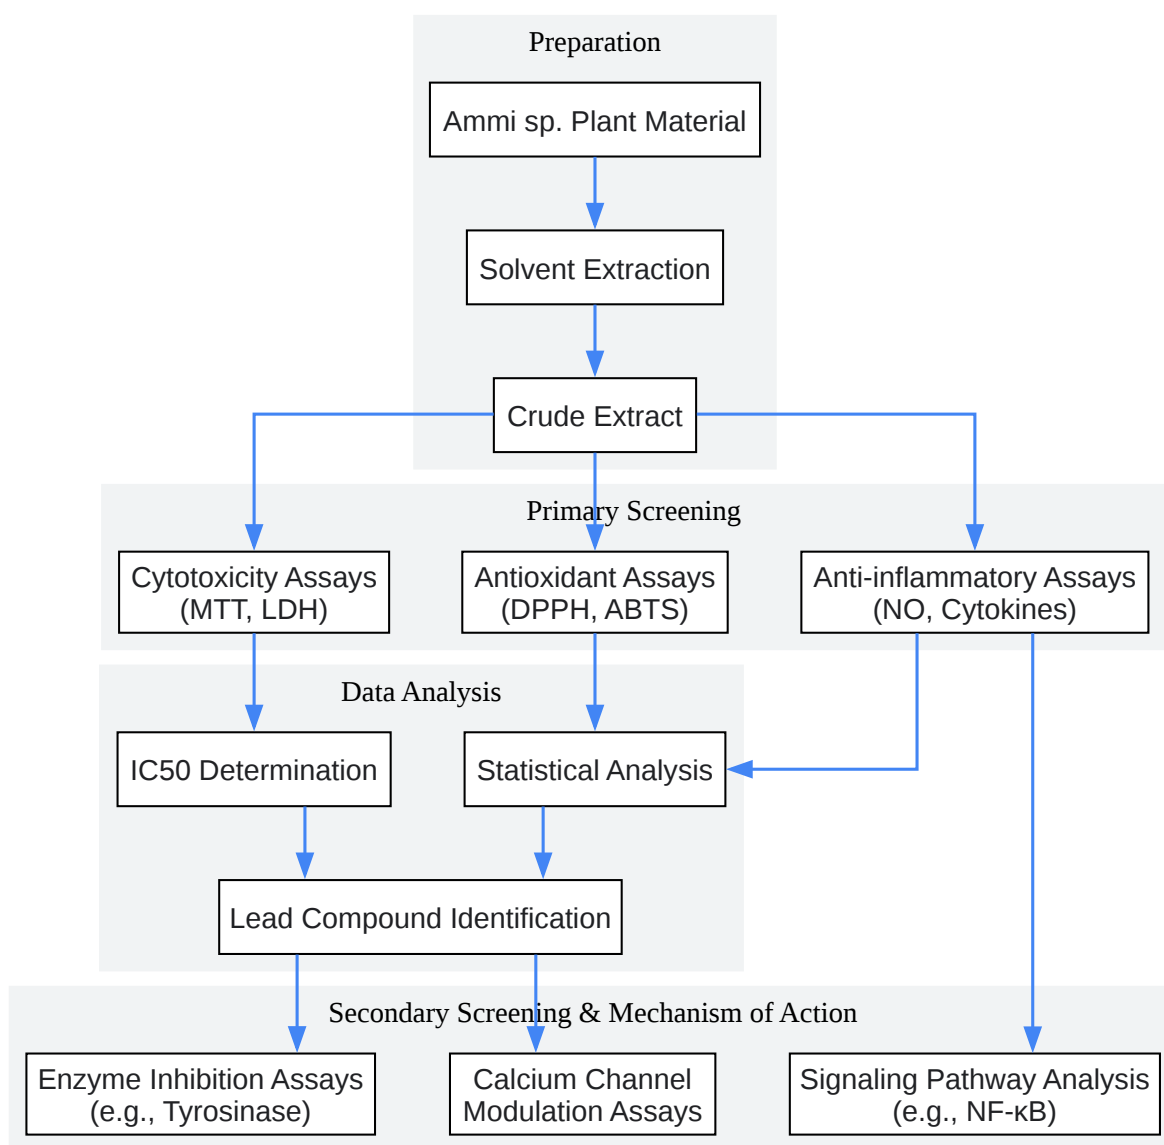 Preparation
Ammi sp. Plant Material
Solvent Extraction
Crude Extract
Primary Screening
Cytotoxicity Assays
(MTT, LDH)
Antioxidant Assays
(DPPH, ABTS)
Anti-inflammatory Assays
(NO, Cytokines)
Data Analysis
IC50 Determination
Statistical Analysis
Lead Compound Identification
Secondary Screening & Mechanism of Action
Enzyme Inhibition Assays
(e.g., Tyrosinase)
Calcium Channel
Modulation Assays
Signaling Pathway Analysis
(e.g., NF-κB)